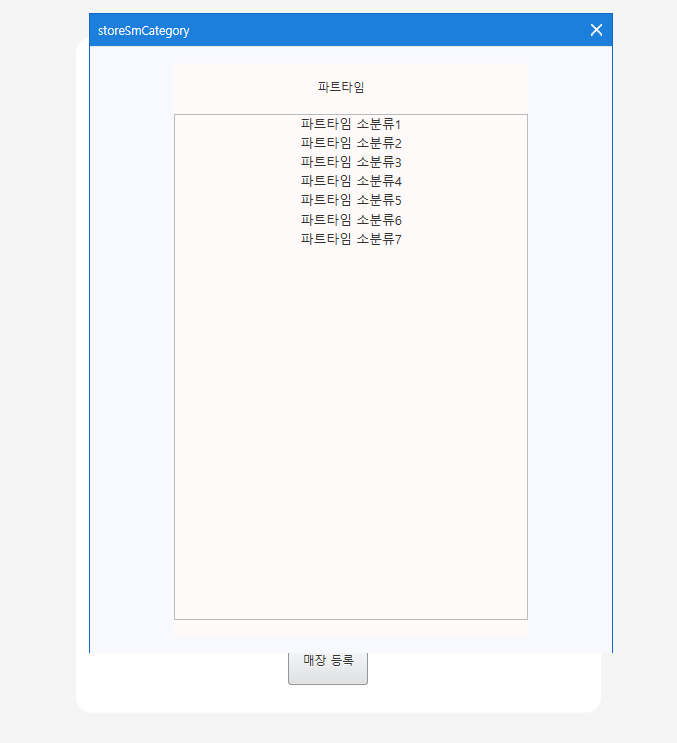 storeSmCategory
파트타임
파트타임 소분류1
파트타임 소분류2
파트타임 소분류3
파트타임 소분류4
파트타임 소분류5
파트타임 소분류6
파트타임 소분류7
매장 등록